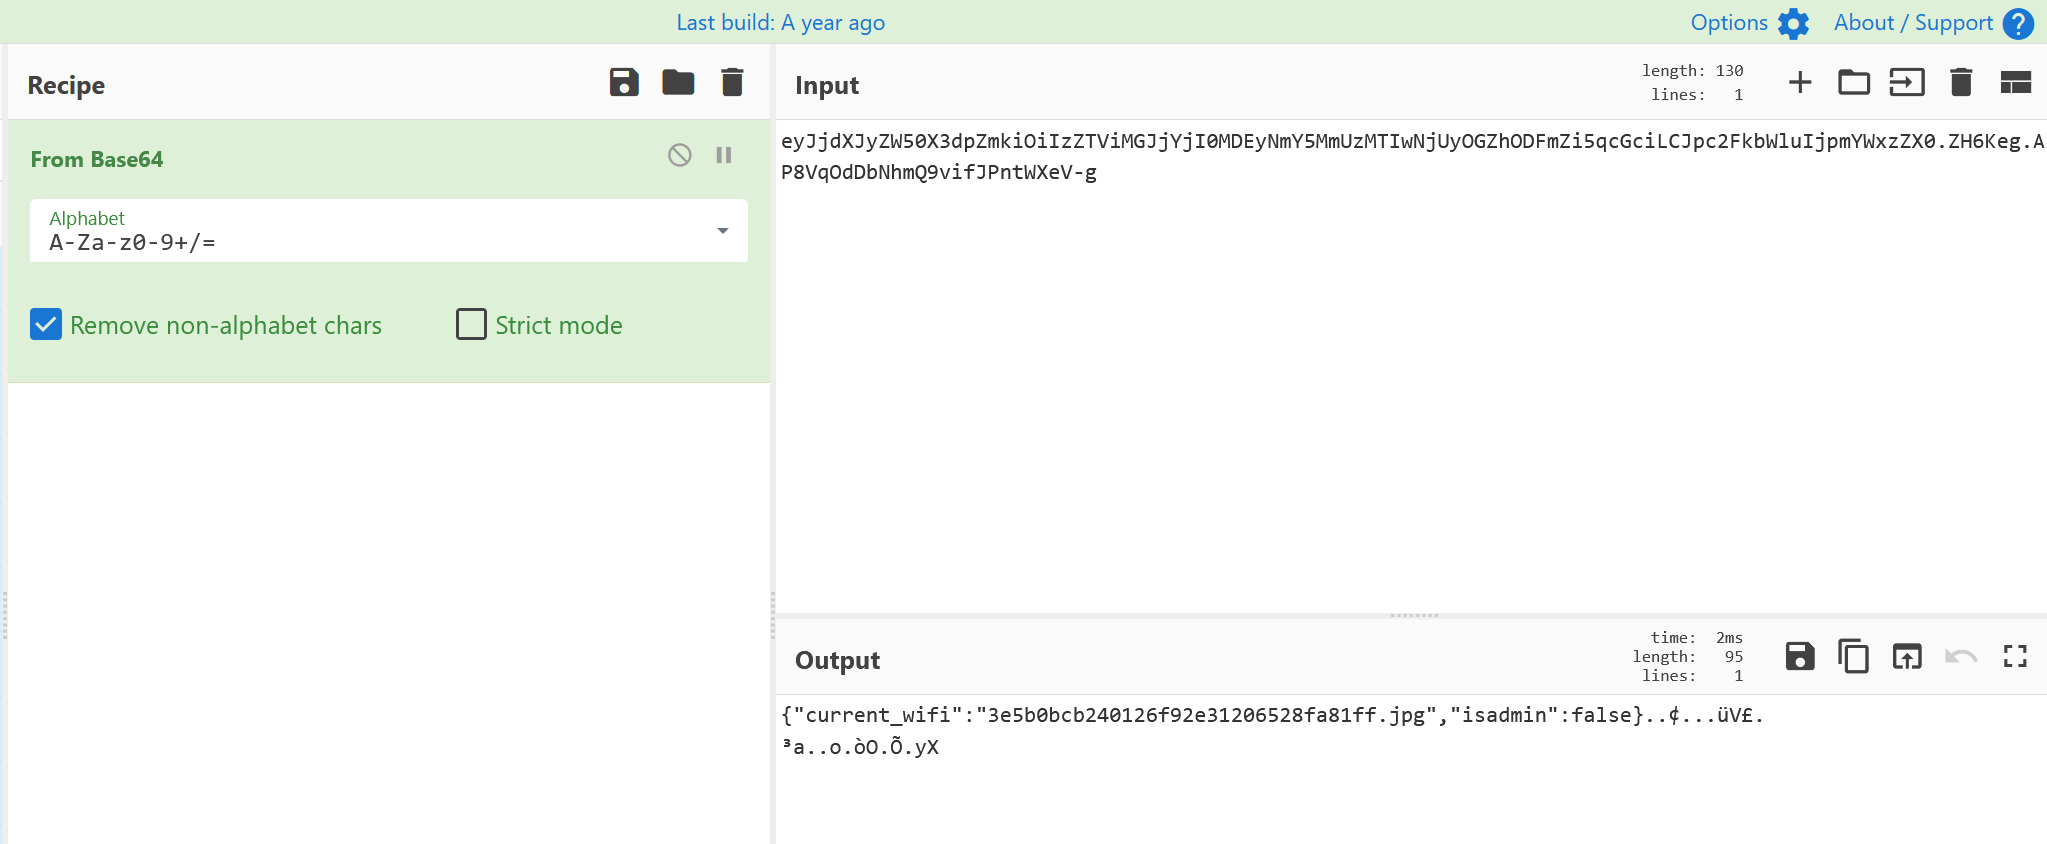 Last build: A year ago
Options
About / Support
Recipe
From Base64
Alphabet
A-Za-z0-9+/=
Remove non-alphabet chars
Strict mode
Input
length: 130
lines: 1
eyJjdXJyZW50X3dpZmkiOiIzZTViMGJjYjI0MDEyNmY5MmUzMTIwNjUyOGZhODFmZi5qcGciLCJpc2FkbWluIjpmYWxzZX0.ZH6Keg.A
P8VqOdDbNhmQ9vifJPntWXeV-g
Output
time: 2ms
length: 95
lines: 1
{"current_wifi":"3e5b0bcb240126f92e31206528fa81ff.jpg","isadmin":false}..¢...üV£.
³a..o.òO.Õ.yX